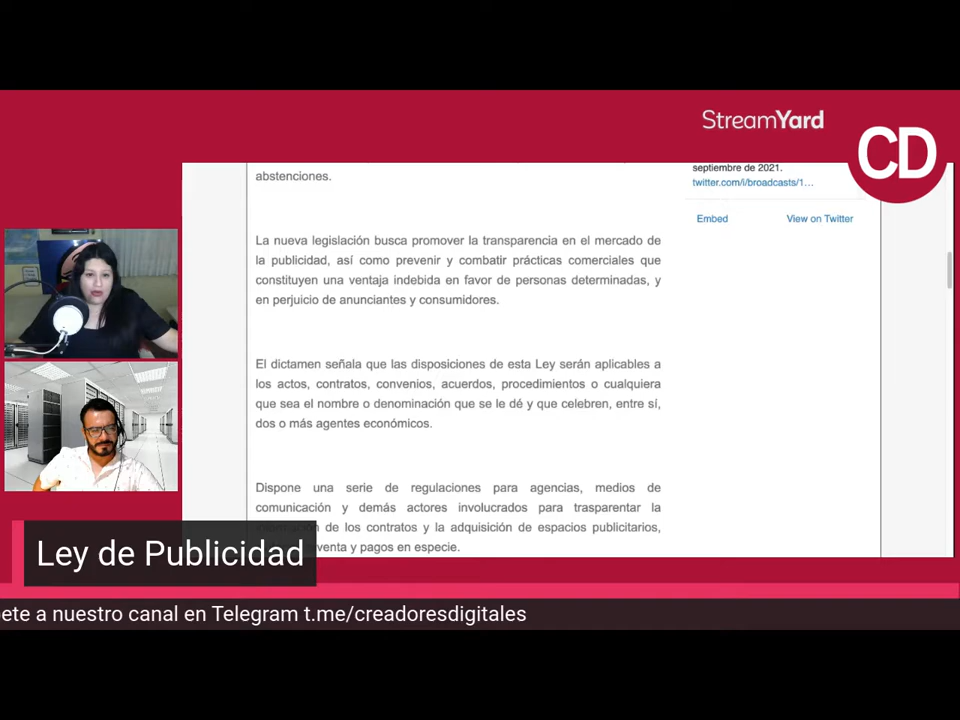 StreamYard
CD
abstenciones.
La nueva legislación busca promover la transparencia en el mercado de
la publicidad, así como prevenir y combatir prácticas comerciales que
constituyen una ventaja indebida en favor de personas determinadas, y
en perjuicio de anunciantes y consumidores.
El dictamen señala que las disposiciones de esta Ley serán aplicables a
los actos, contratos, convenios, acuerdos, procedimientos o cualquiera
que sea el nombre o denominación que se le dé y que celebren, entre sí,
dos o más agentes económicos.
Dispone una serie de regulaciones para agencias, medios de
comunicación y demás actores involucrados para trasparentar la
de los contratos y la adquisición de espacios publicitarios,
y pagos en especie.
septiembre de 2021.
twitter.com/i/broadcasts/1…
Embed View on Twitter
Ley de Publicidad
ete a nuestro canal en Telegram t.me/creadoresdigitales